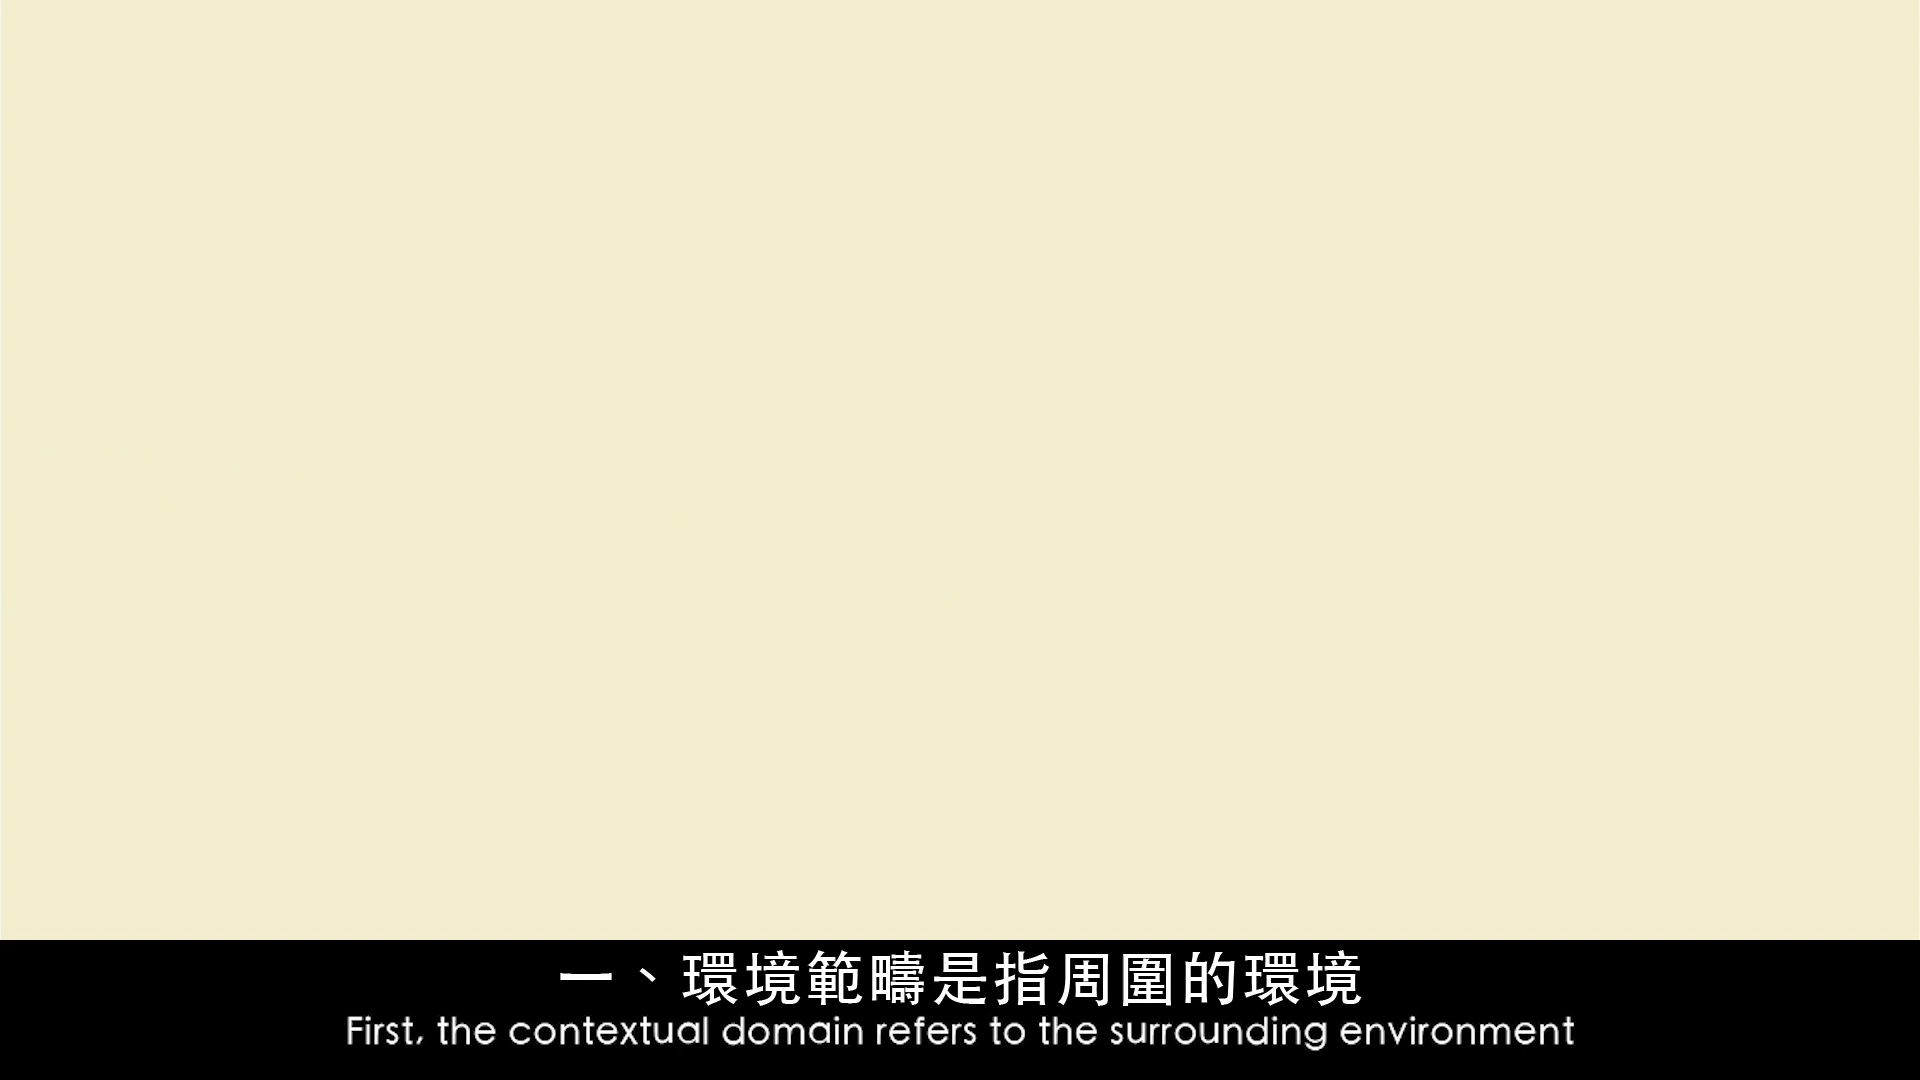 一、環境範疇是指周圍的環境
First, the contextual domain refers to the surrounding environment